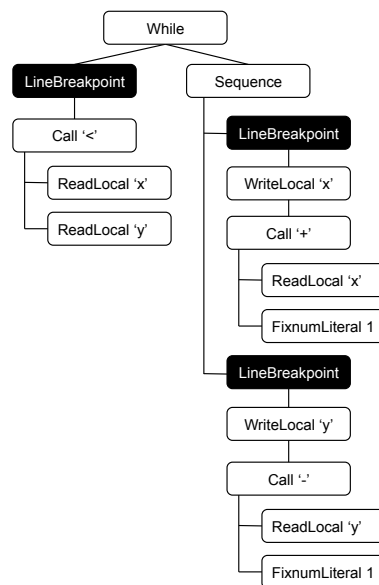 While
LineBreakpoint
Sequence
Call ‘<’
LineBreakpoint
ReadLocal ‘x’
WriteLocal ‘x’
ReadLocal ‘y’
Call ‘+’
ReadLocal ‘x’
FixnumLiteral 1
LineBreakpoint
WriteLocal ‘y’
Call ‘-’
ReadLocal ‘y’
FixnumLiteral 1